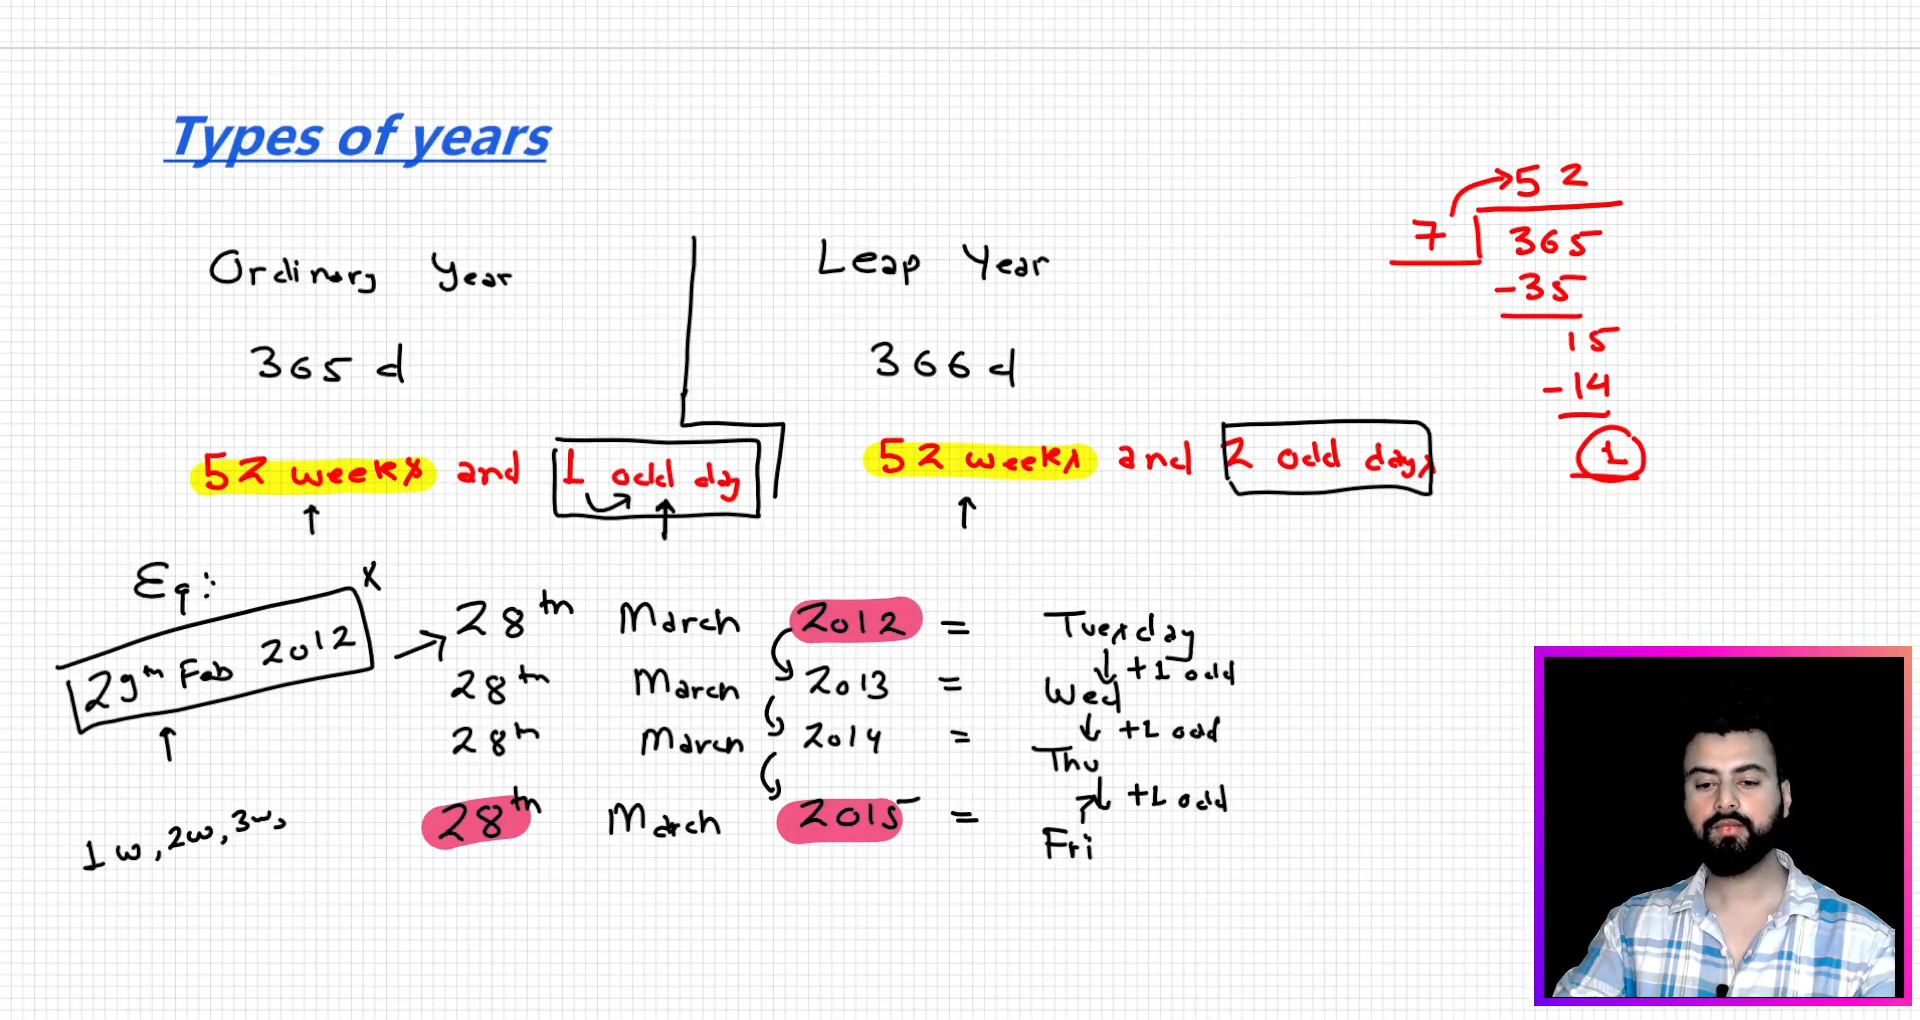 Types of years
Ordinary Year
Leap Year
365 d
366 d
52 weeks and 1 odd day
52 weeks and 2 odd days
52
7 365
-35
15
-14
1
Eg:
29th Feb 2012 x
28th March 2012 = Tuesday
+1 odd
28th March 2013 = Wed
+1 odd
28th March 2014 = Thu
+1 odd
28th March 2015 = Fri
1w, 2w, 3w,